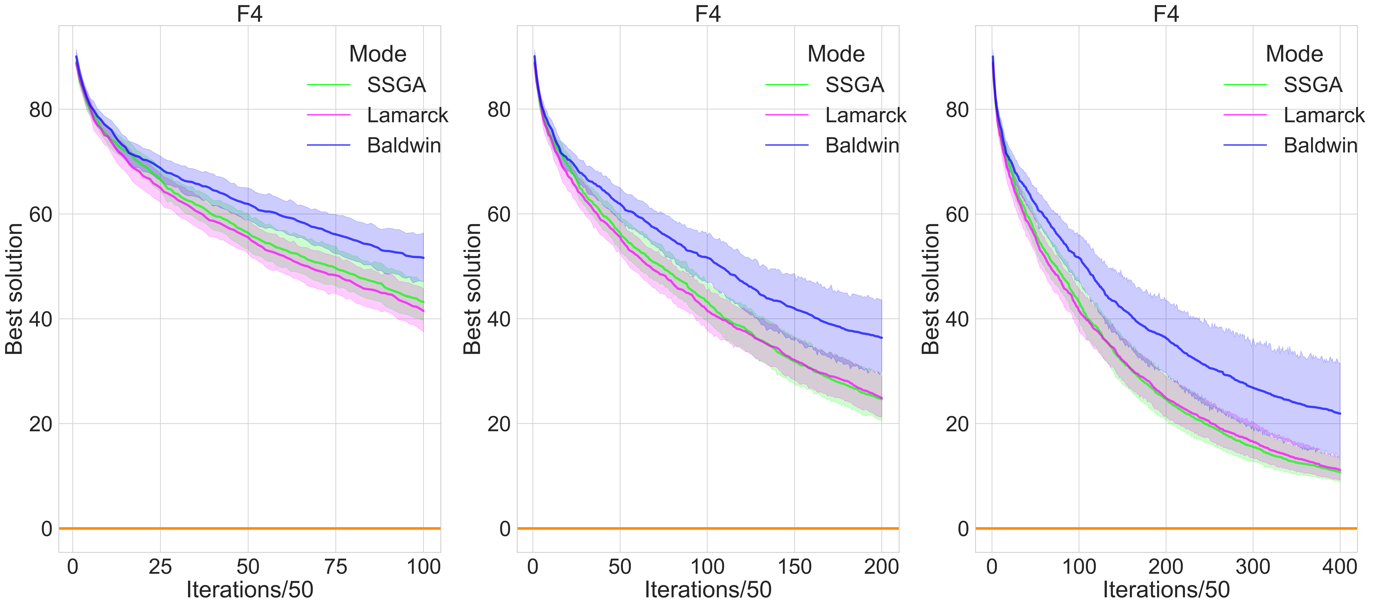 F4
Mode
SSGA
Lamarck
Baldwin
Best solution
80
60
40
20
0
0 25 50 75 100
Iterations/50
F4
Mode
SSGA
Lamarck
Baldwin
Best solution
80
60
40
20
0
0 50 100 150 200
Iterations/50
F4
Mode
SSGA
Lamarck
Baldwin
Best solution
80
60
40
20
0
0 100 200 300 400
Iterations/50